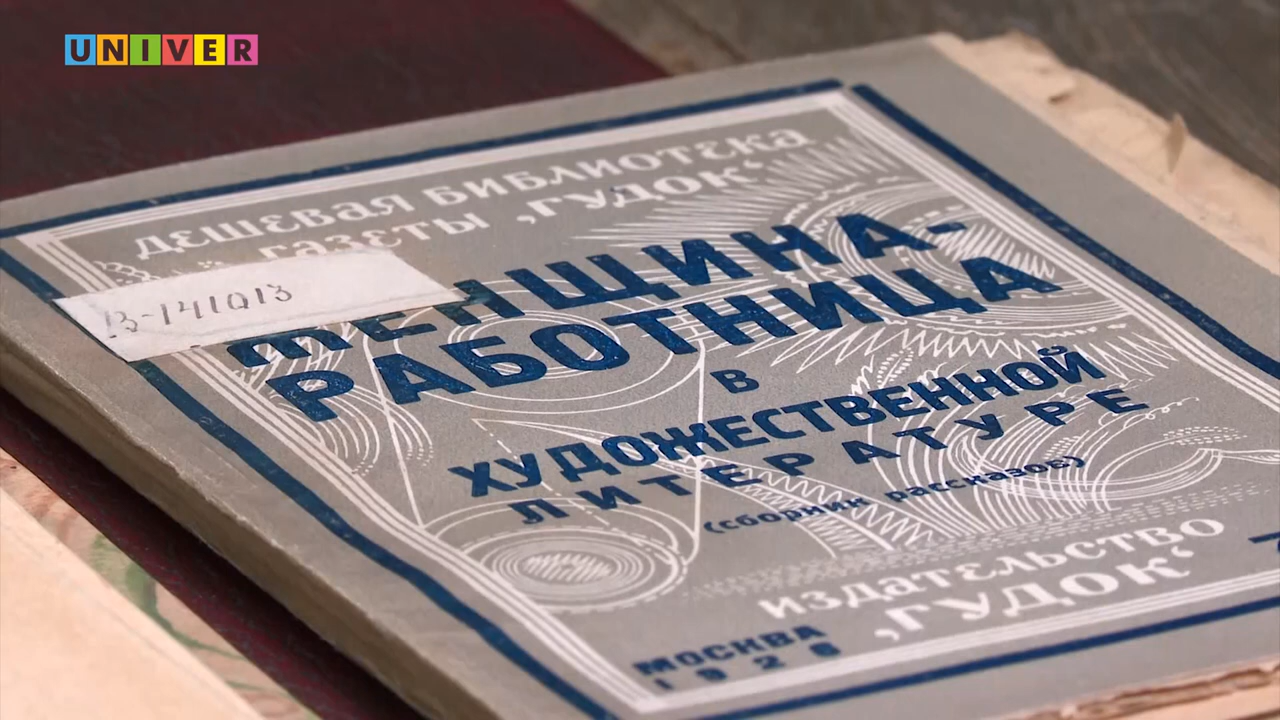 UNIVER
ДЕШЕВАЯ БИБЛИОТЕКА
ГАЗЕТЫ ‚ГУДОК‘
В-141013
ЖЕНЩИНА-
РАБОТНИЦА
В
ХУДОЖЕСТВЕННОЙ
ЛИТЕРАТУРЕ
(сборник рассказов)
ИЗДАТЕЛЬСТВО
‚ГУДОК‘
МОСКВА
1926